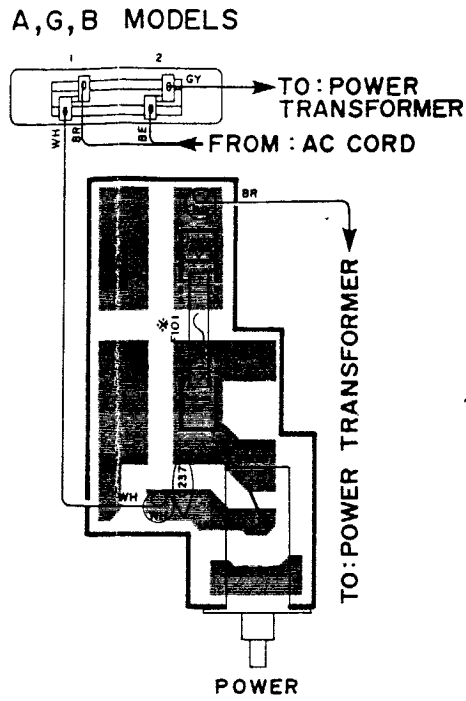 A,G,B MODELS
1 2
GY
TO:POWER
TRANSFORMER
WH BR BE
FROM:AC CORD
BR
TO:POWER TRANSFORMER
※F101
237
WH
POWER